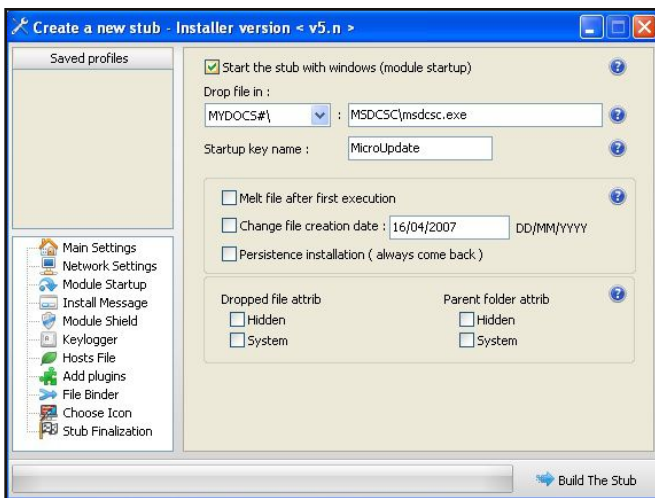 Create a new stub - Installer version < v5.n >
Saved profiles
Start the stub with windows (module startup)
Drop file in :
MYDOCS#\ : MSDCSC\msdcsc.exe
Startup key name : MicroUpdate
Melt file after first execution
Change file creation date : 16/04/2007 DD/MM/YYYY
Persistence installation ( always come back )
Dropped file attrib Parent folder attrib
Hidden Hidden
System System
Main Settings
Network Settings
Module Startup
Install Message
Module Shield
Keylogger
Hosts File
Add plugins
File Binder
Choose Icon
Stub Finalization
Build The Stub